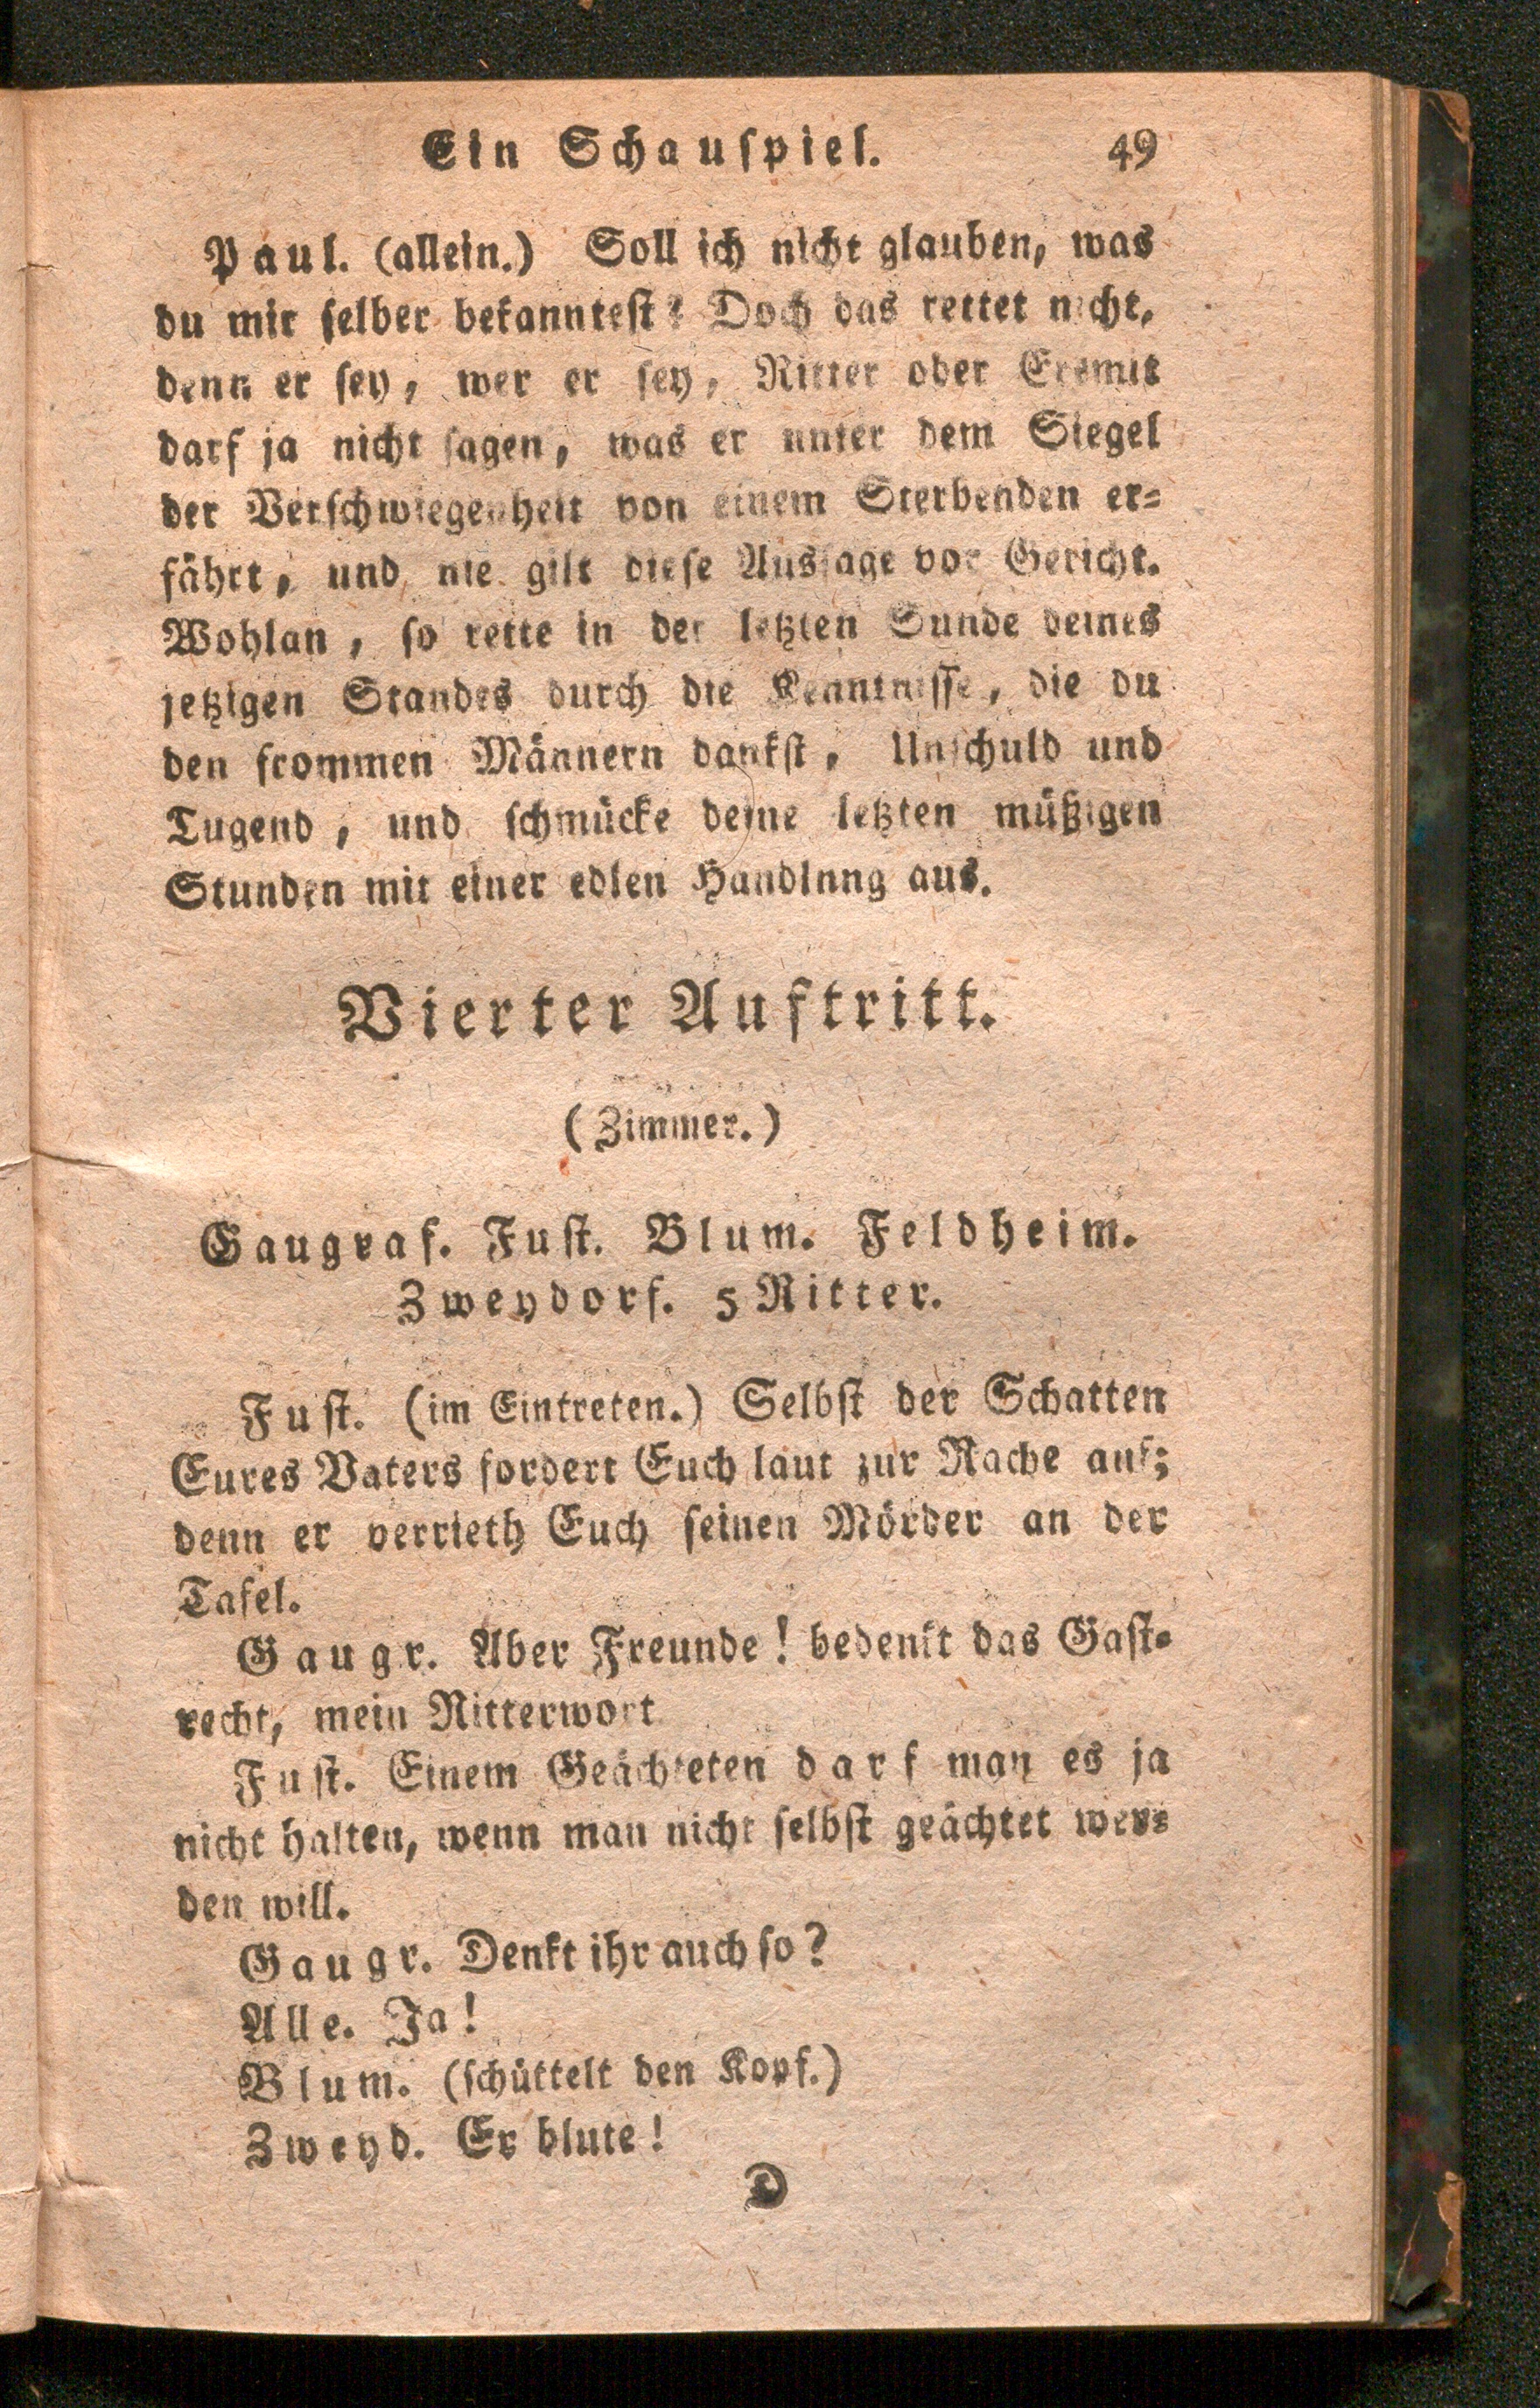 Ein Schauspiel. 49
Paul. (allein.) Soll ich nicht glauben, was
du mir selber bekanntest? Doch das rettet nicht,
denn er sey, wer er sey, Ritter oder Eremit
darf ja nicht sagen, was er unter dem Siegel
der Verschwiegenheit von einem Sterbenden er=
fährt, und nie gilt diese Aussage vor Gericht.
Wohlan, so rette in der letzten Sunde deines
jetzigen Standes durch die Kenntnisse, die du
den frommen Männern dankst, Unschuld und
Tugend, und schmücke deine letzten müßigen
Stunden mit einer edlen Handlnng aus.
Vierter Auftritt.
(Zimmer.)
Gaugraf. Fust. Blum. Feldheim.
Zweydorf. 5 Ritter.
Fust. (im Eintreten.) Selbst der Schatten
Eures Vaters fordert Euch laut zur Rache auf;
denn er verrieth Euch seinen Mörder an der
Tafel.
Gaugr. Aber Freunde! bedenkt das Gast=
recht, mein Ritterwort
Fust. Einem Geächteten darf man es ja
nicht halten, wenn man nicht selbst geächtet wer=
den will.
Gaugr. Denkt ihr auch so?
Alle. Ja!
Blum. (schüttelt den Kopf.)
Zweyd. Er blute!
D